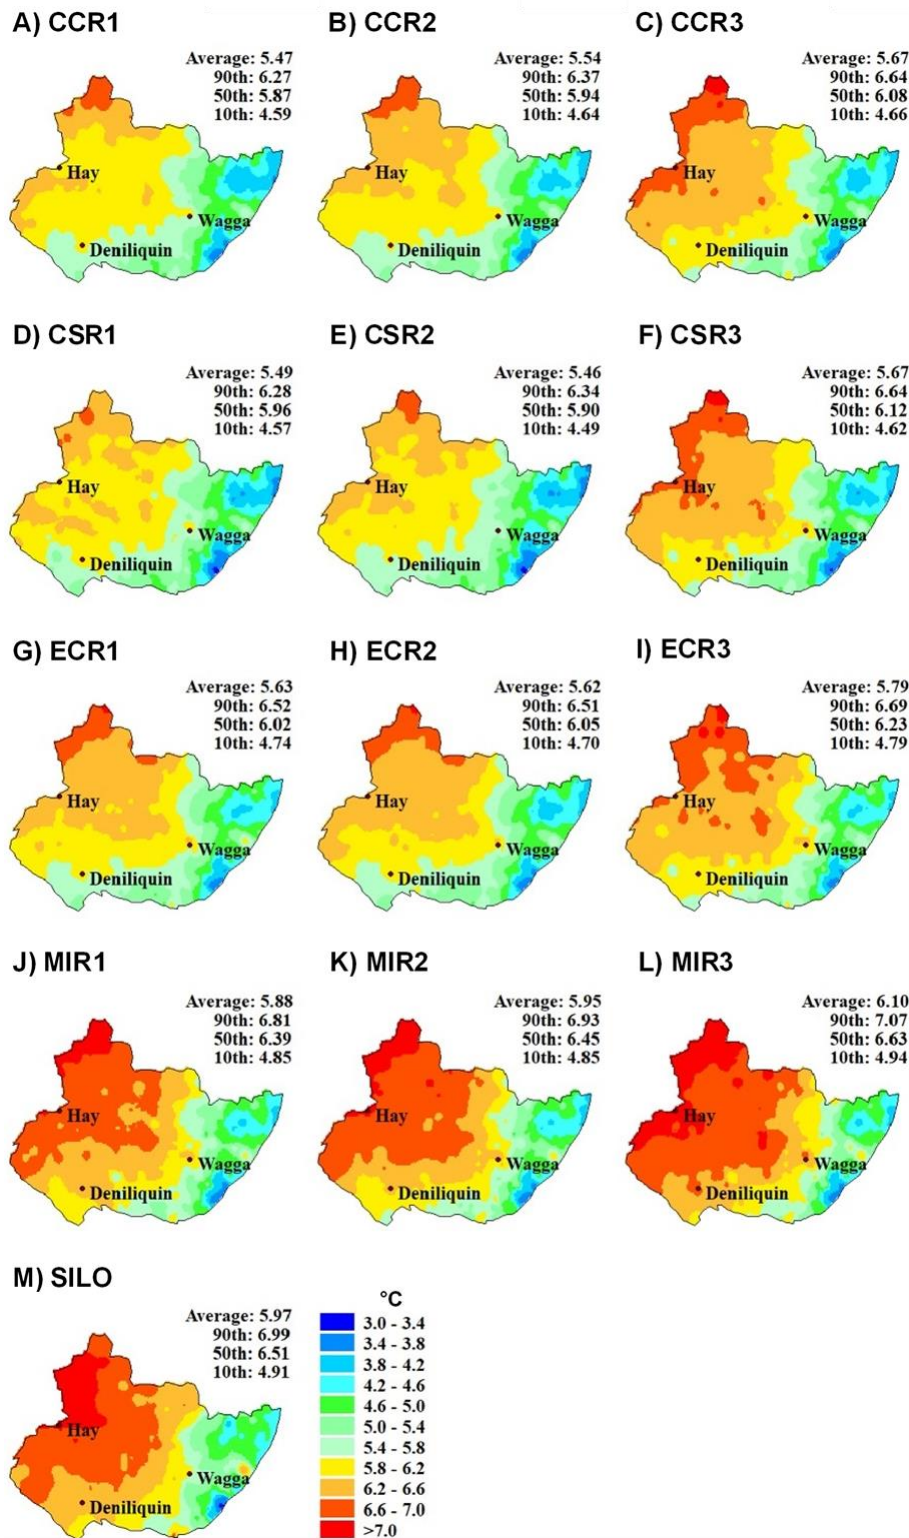 A) CCR1
Average: 5.47
90th: 6.27
50th: 5.87
10th: 4.59
Hay
Wagga
Deniliquin
B) CCR2
Average: 5.54
90th: 6.37
50th: 5.94
10th: 4.64
Hay
Wagga
Deniliquin
C) CCR3
Average: 5.67
90th: 6.64
50th: 6.08
10th: 4.66
Hay
Wagga
Deniliquin
D) CSR1
Average: 5.49
90th: 6.28
50th: 5.96
10th: 4.57
Hay
Wagga
Deniliquin
E) CSR2
Average: 5.46
90th: 6.34
50th: 5.90
10th: 4.49
Hay
Wagga
Deniliquin
F) CSR3
Average: 5.67
90th: 6.64
50th: 6.12
10th: 4.62
Hay
Wagga
Deniliquin
G) ECR1
Average: 5.63
90th: 6.52
50th: 6.02
10th: 4.74
Hay
Wagga
Deniliquin
H) ECR2
Average: 5.62
90th: 6.51
50th: 6.05
10th: 4.70
Hay
Wagga
Deniliquin
I) ECR3
Average: 5.79
90th: 6.69
50th: 6.23
10th: 4.79
Hay
Wagga
Deniliquin
J) MIR1
Average: 5.88
90th: 6.81
50th: 6.39
10th: 4.85
Hay
Wagga
Deniliquin
K) MIR2
Average: 5.95
90th: 6.93
50th: 6.45
10th: 4.85
Hay
Wagga
Deniliquin
L) MIR3
Average: 6.10
90th: 7.07
50th: 6.63
10th: 4.94
Hay
Wagga
Deniliquin
M) SILO
Average: 5.97
90th: 6.99
50th: 6.51
10th: 4.91
Hay
Wagga
Deniliquin
°C
3.0 - 3.4
3.4 - 3.8
3.8 - 4.2
4.2 - 4.6
4.6 - 5.0
5.0 - 5.4
5.4 - 5.8
5.8 - 6.2
6.2 - 6.6
6.6 - 7.0
>7.0